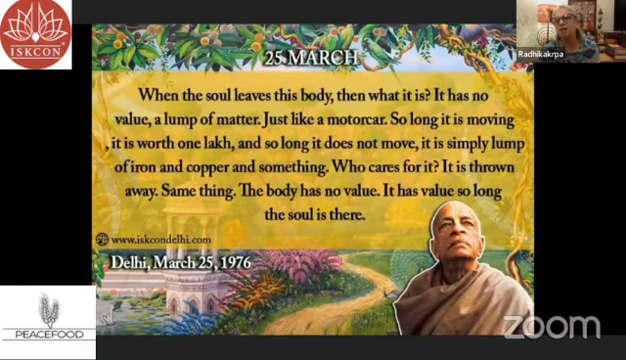 ISKCON
Radhikakrpa
25 MARCH
When the soul leaves this body, then what it is? It has no
value, a lump of matter. Just like a motorcar. So long it is moving
, it is worth one lakh, and so long it does not move, it is simply lump
of iron and copper and something. Who cares for it? It is thrown
away. Same thing. The body has no value. It has value so long
the soul is there.
www.iskcondelhi.com
Delhi, March 25, 1976
PEACEFOOD
zoom